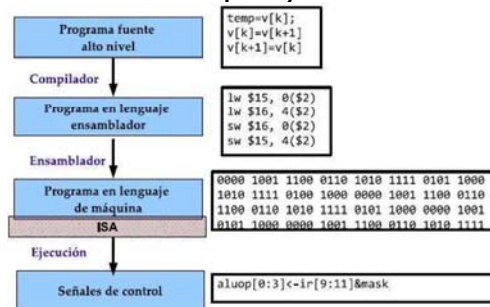 Programa fuente
alto nivel
temp=v[k];
v[k]=v[k+1]
v[k+1]=v[k]
Compilador
Programa en lenguaje
ensamblador
lw $15, 0($2)
lw $16, 4($2)
sw $16, 0($2)
sw $15, 4($2)
Ensamblador
Programa en lenguaje
de máquina
ISA
0000 1001 1100 0110 1010 1111 0101 1000
1010 1111 0101 1000 0000 1001 1100 0110
1100 0110 1010 1111 0101 1000 0000 1001
0101 1000 0000 1001 1100 0110 1010 1111
Ejecución
Señales de control
aluop[0:3]<-ir[9:11]&mask